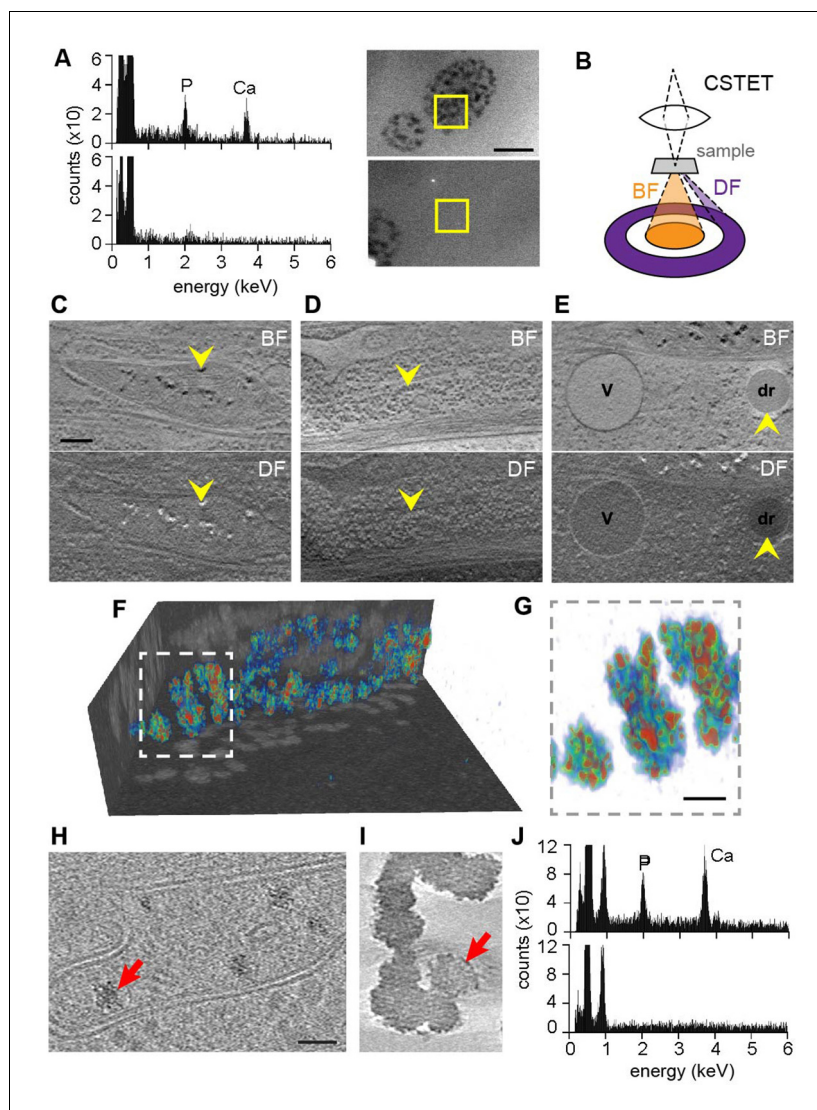 A
6
4
2
0
P
Ca
6
4
2
0
counts (x10)
0 1 2 3 4 5 6
energy (keV)
B
CSTET
sample
BF
DF
C
BF
DF
D
BF
DF
E
BF
V
dr
DF
V
dr
F
G
H
I
J
12
8
4
0
P
Ca
12
8
4
0
counts (x10)
0 1 2 3 4 5 6
energy (keV)